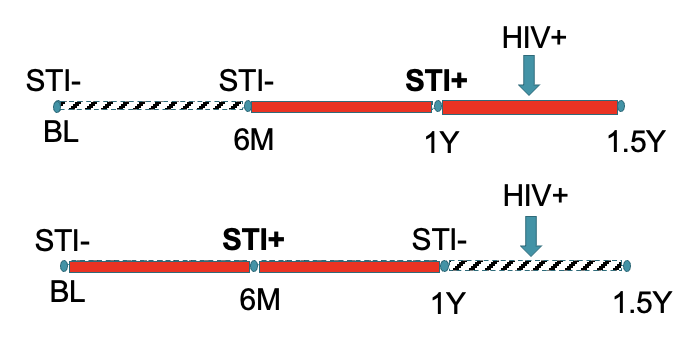 HIV+
STI- STI- STI+
BL 6M 1Y 1.5Y
HIV+
STI- STI+ STI-
BL 6M 1Y 1.5Y